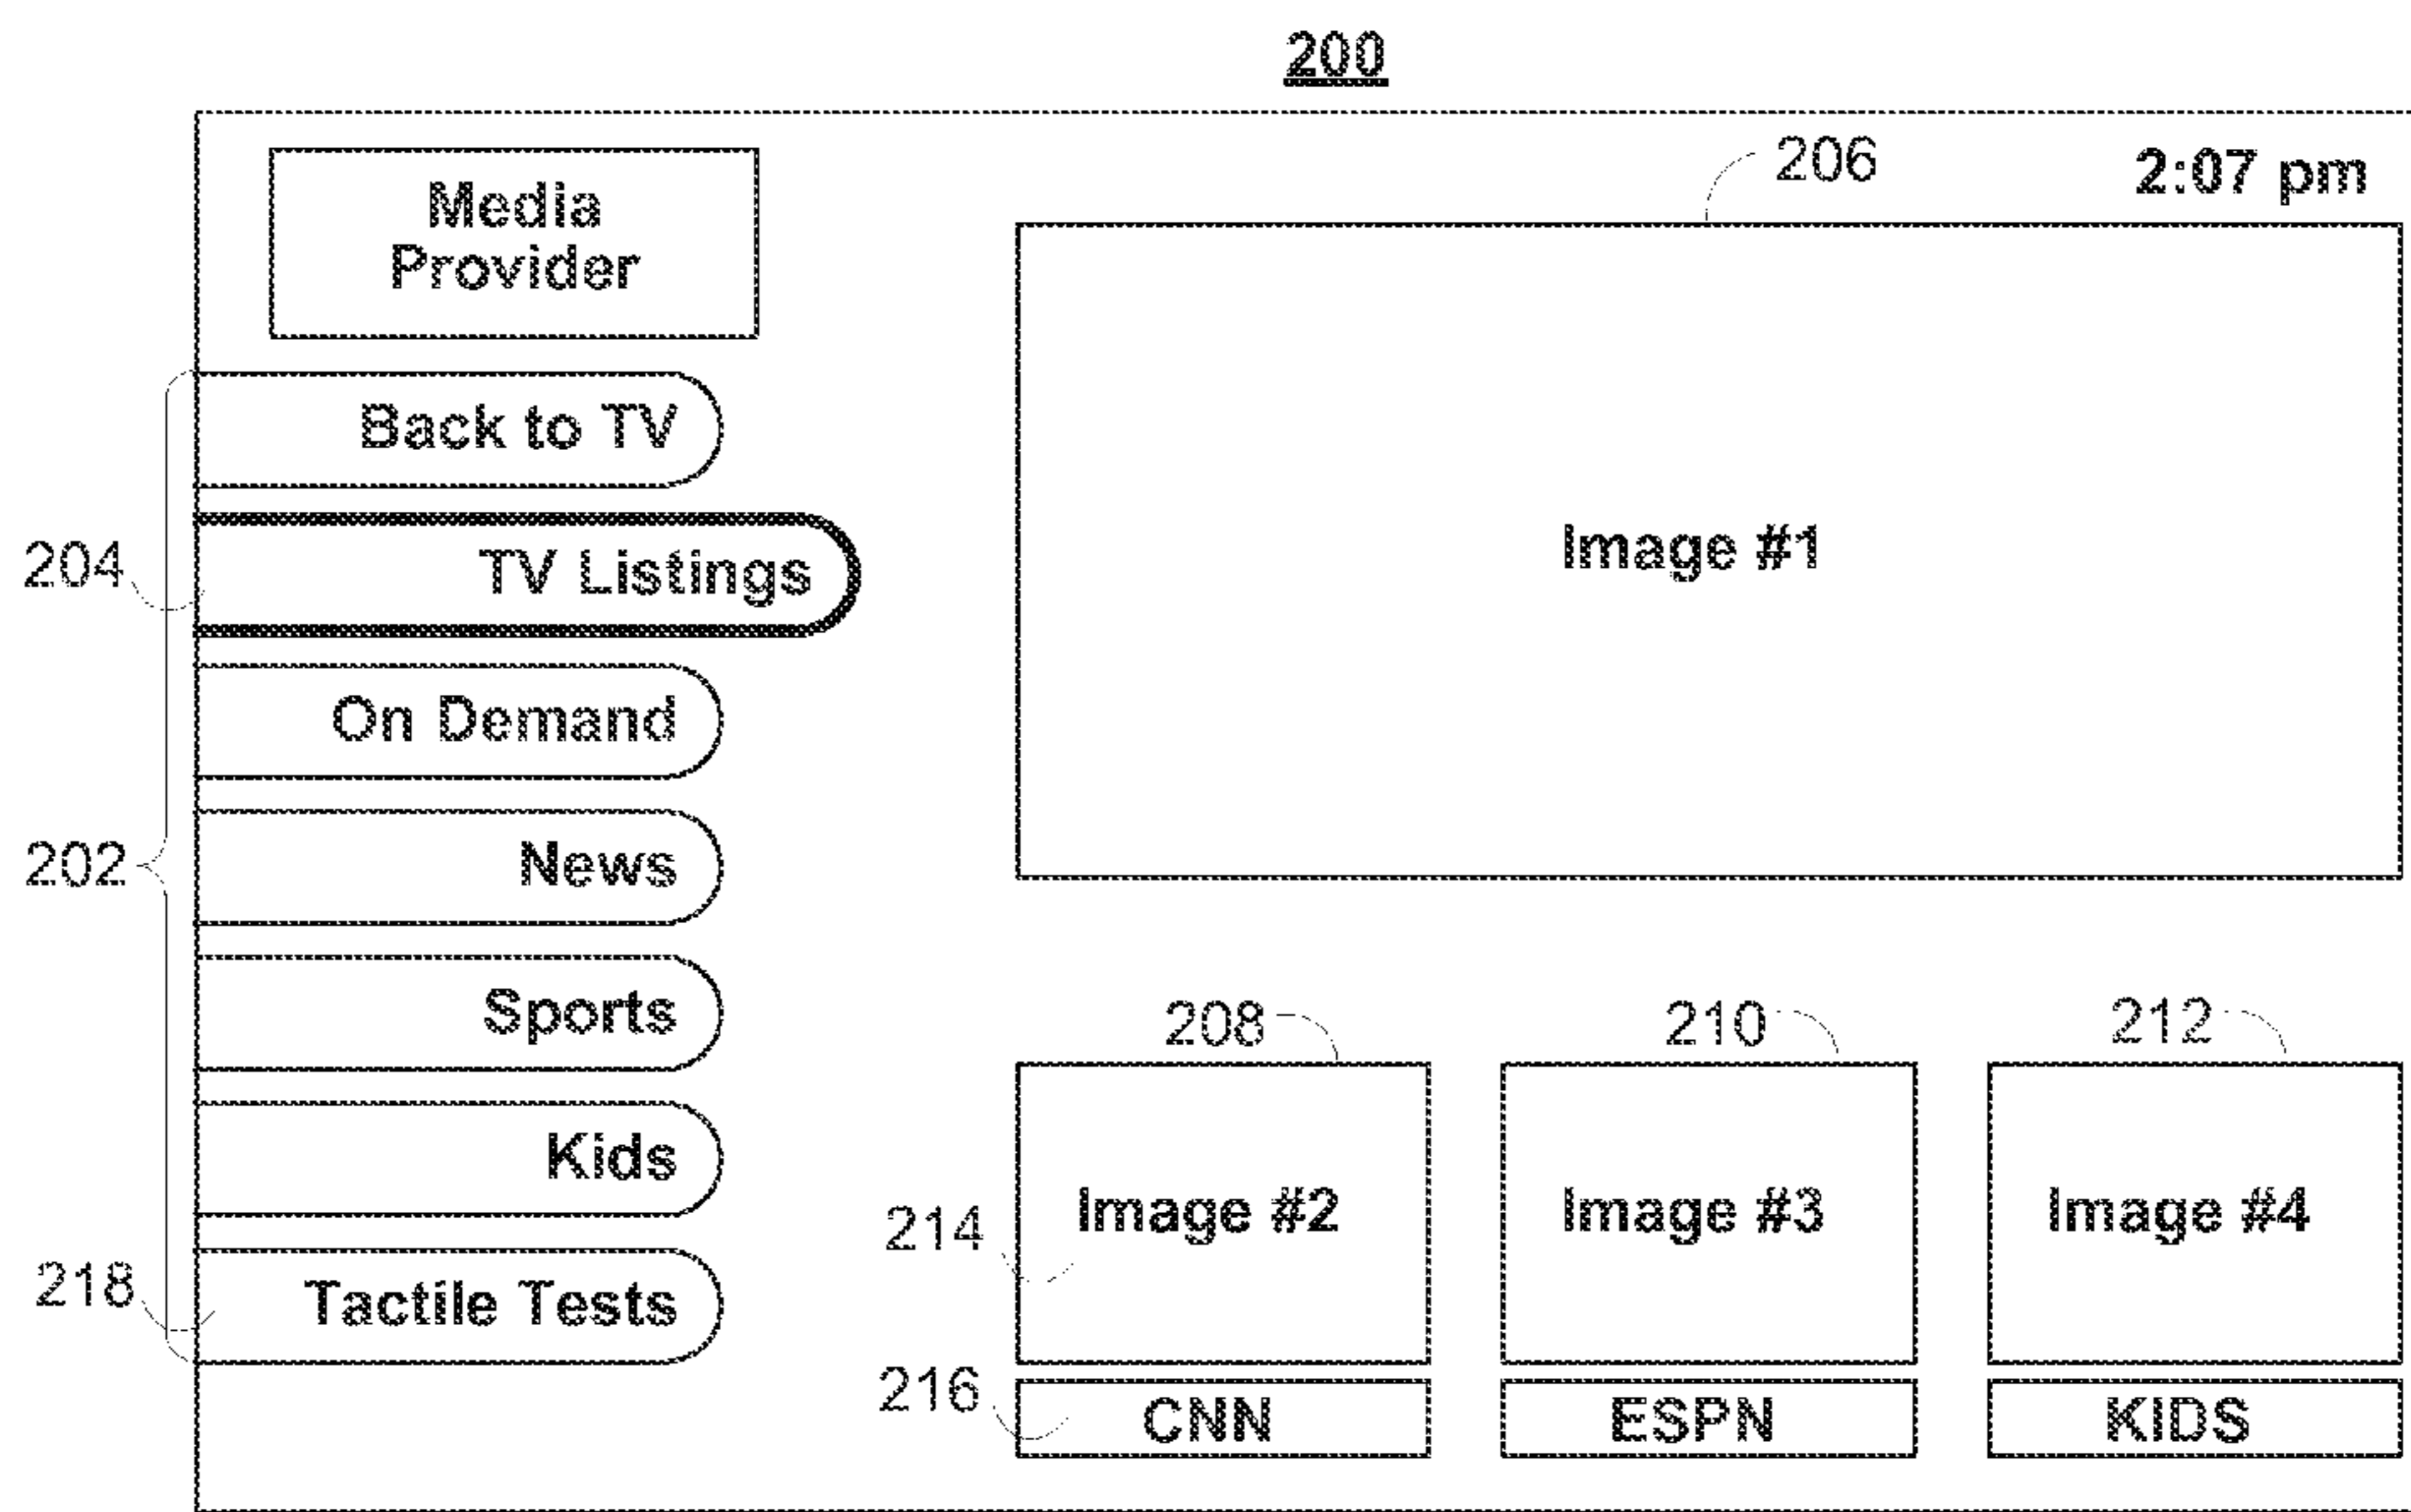 200
206
2:07 pm
Media
Provider
Back to TV
204
TV Listings
On Demand
202
News
Sports
Kids
218
Tactile Tests
Image #1
208
210
212
214
Image #2
Image #3
Image #4
216
CNN
ESPN
KIDS